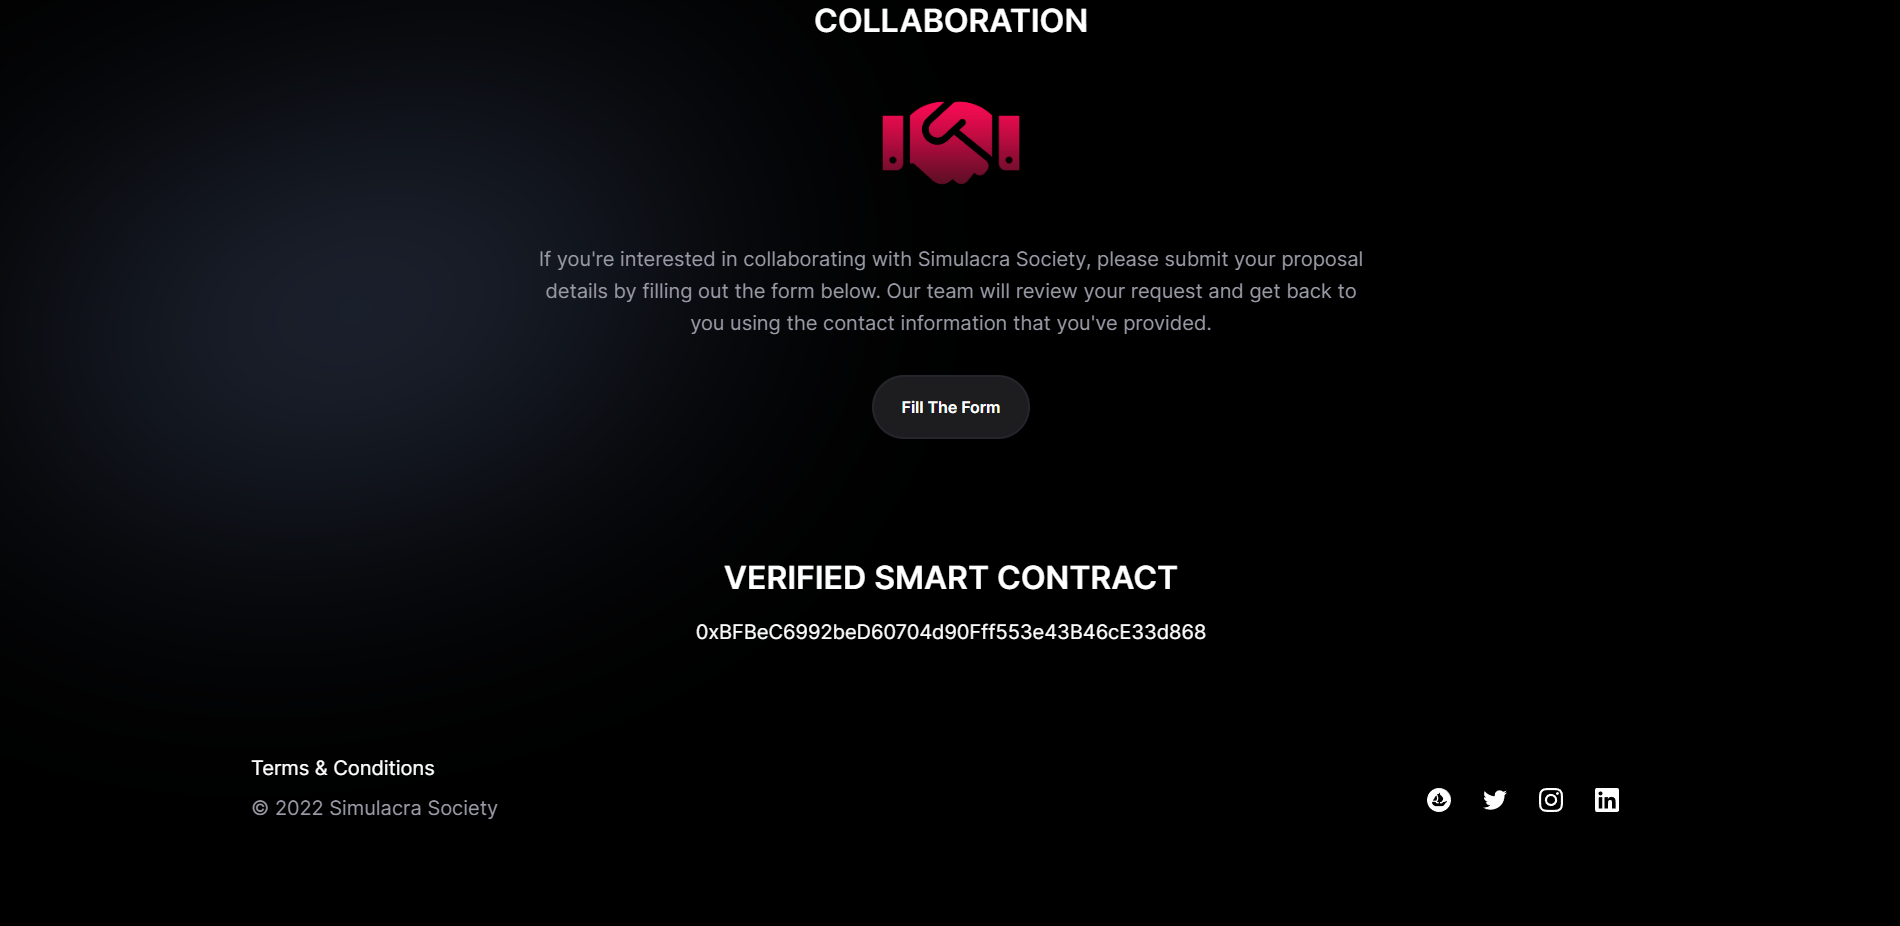 COLLABORATION
If you're interested in collaborating with Simulacra Society, please submit your proposal
details by filling out the form below. Our team will review your request and get back to
you using the contact information that you've provided.
Fill The Form
VERIFIED SMART CONTRACT
0xBFBeC6992beD60704d90Fff553e43B46cE33d868
Terms & Conditions
© 2022 Simulacra Society